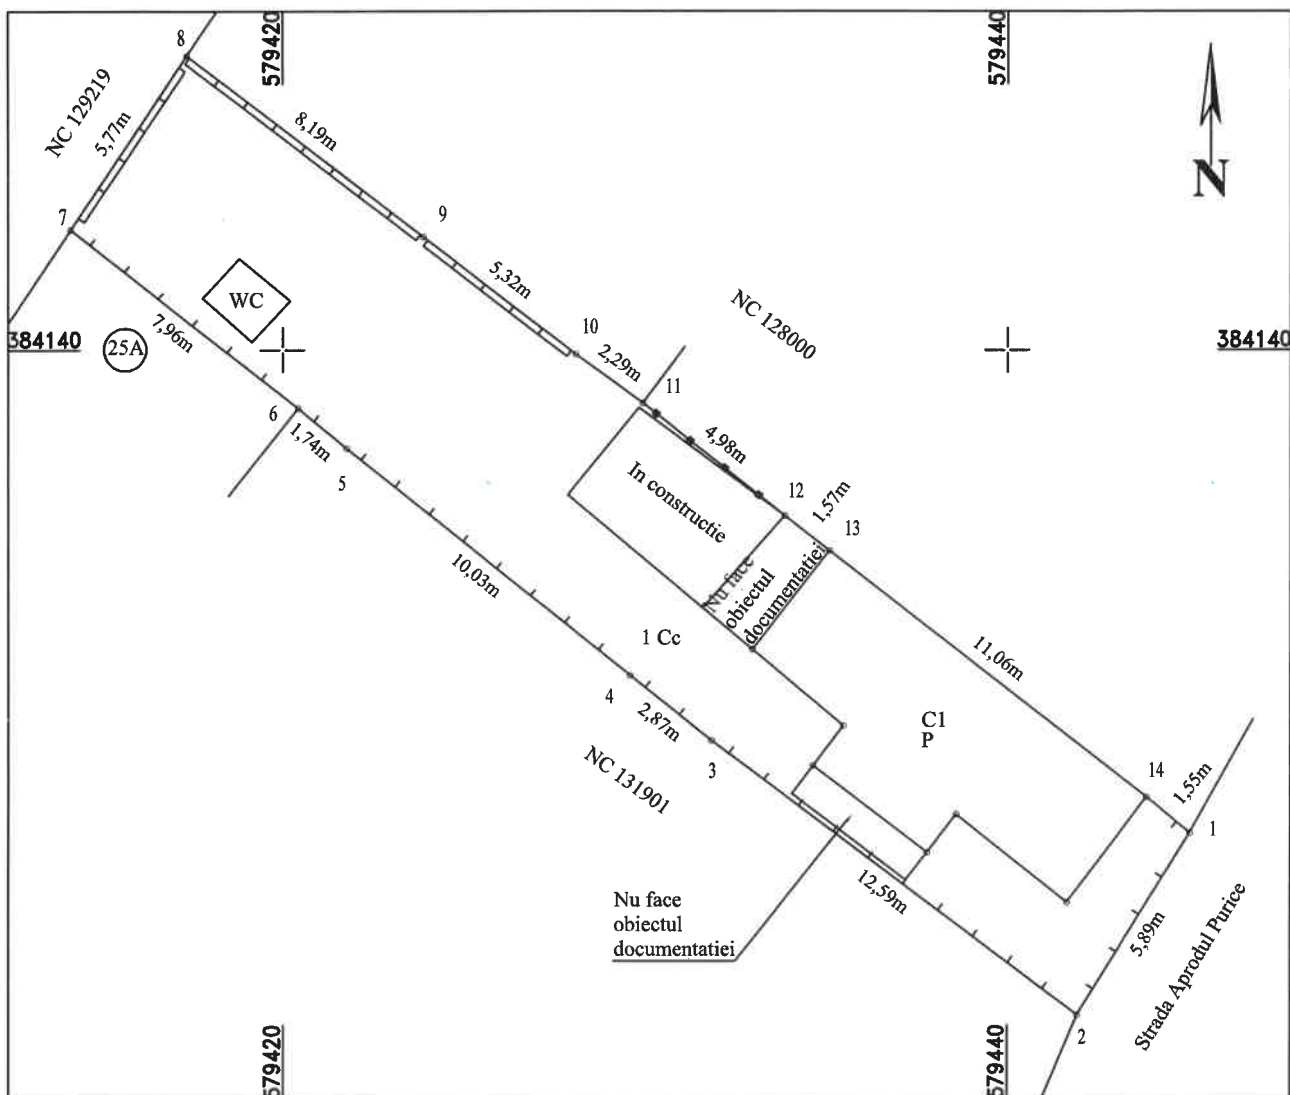 579420
579440
8
NC 129219
5,77m
8,19m
N
7
9
WC
5,32m
NC 128000
384140
25A
7,96m
10
2,29m
384140
11
6
1,74m
5
4,98m
In constructie
12
1,57m
13
Nu face
obiectul
documentatiei
10,03m
1 Cc
11,06m
4
2,87m
3
NC 131901
C1
P
14
1,55m
1
12,59m
Nu face
obiectul
documentatiei
5,89m
Strada Aprodul Purice
2
579420
579440